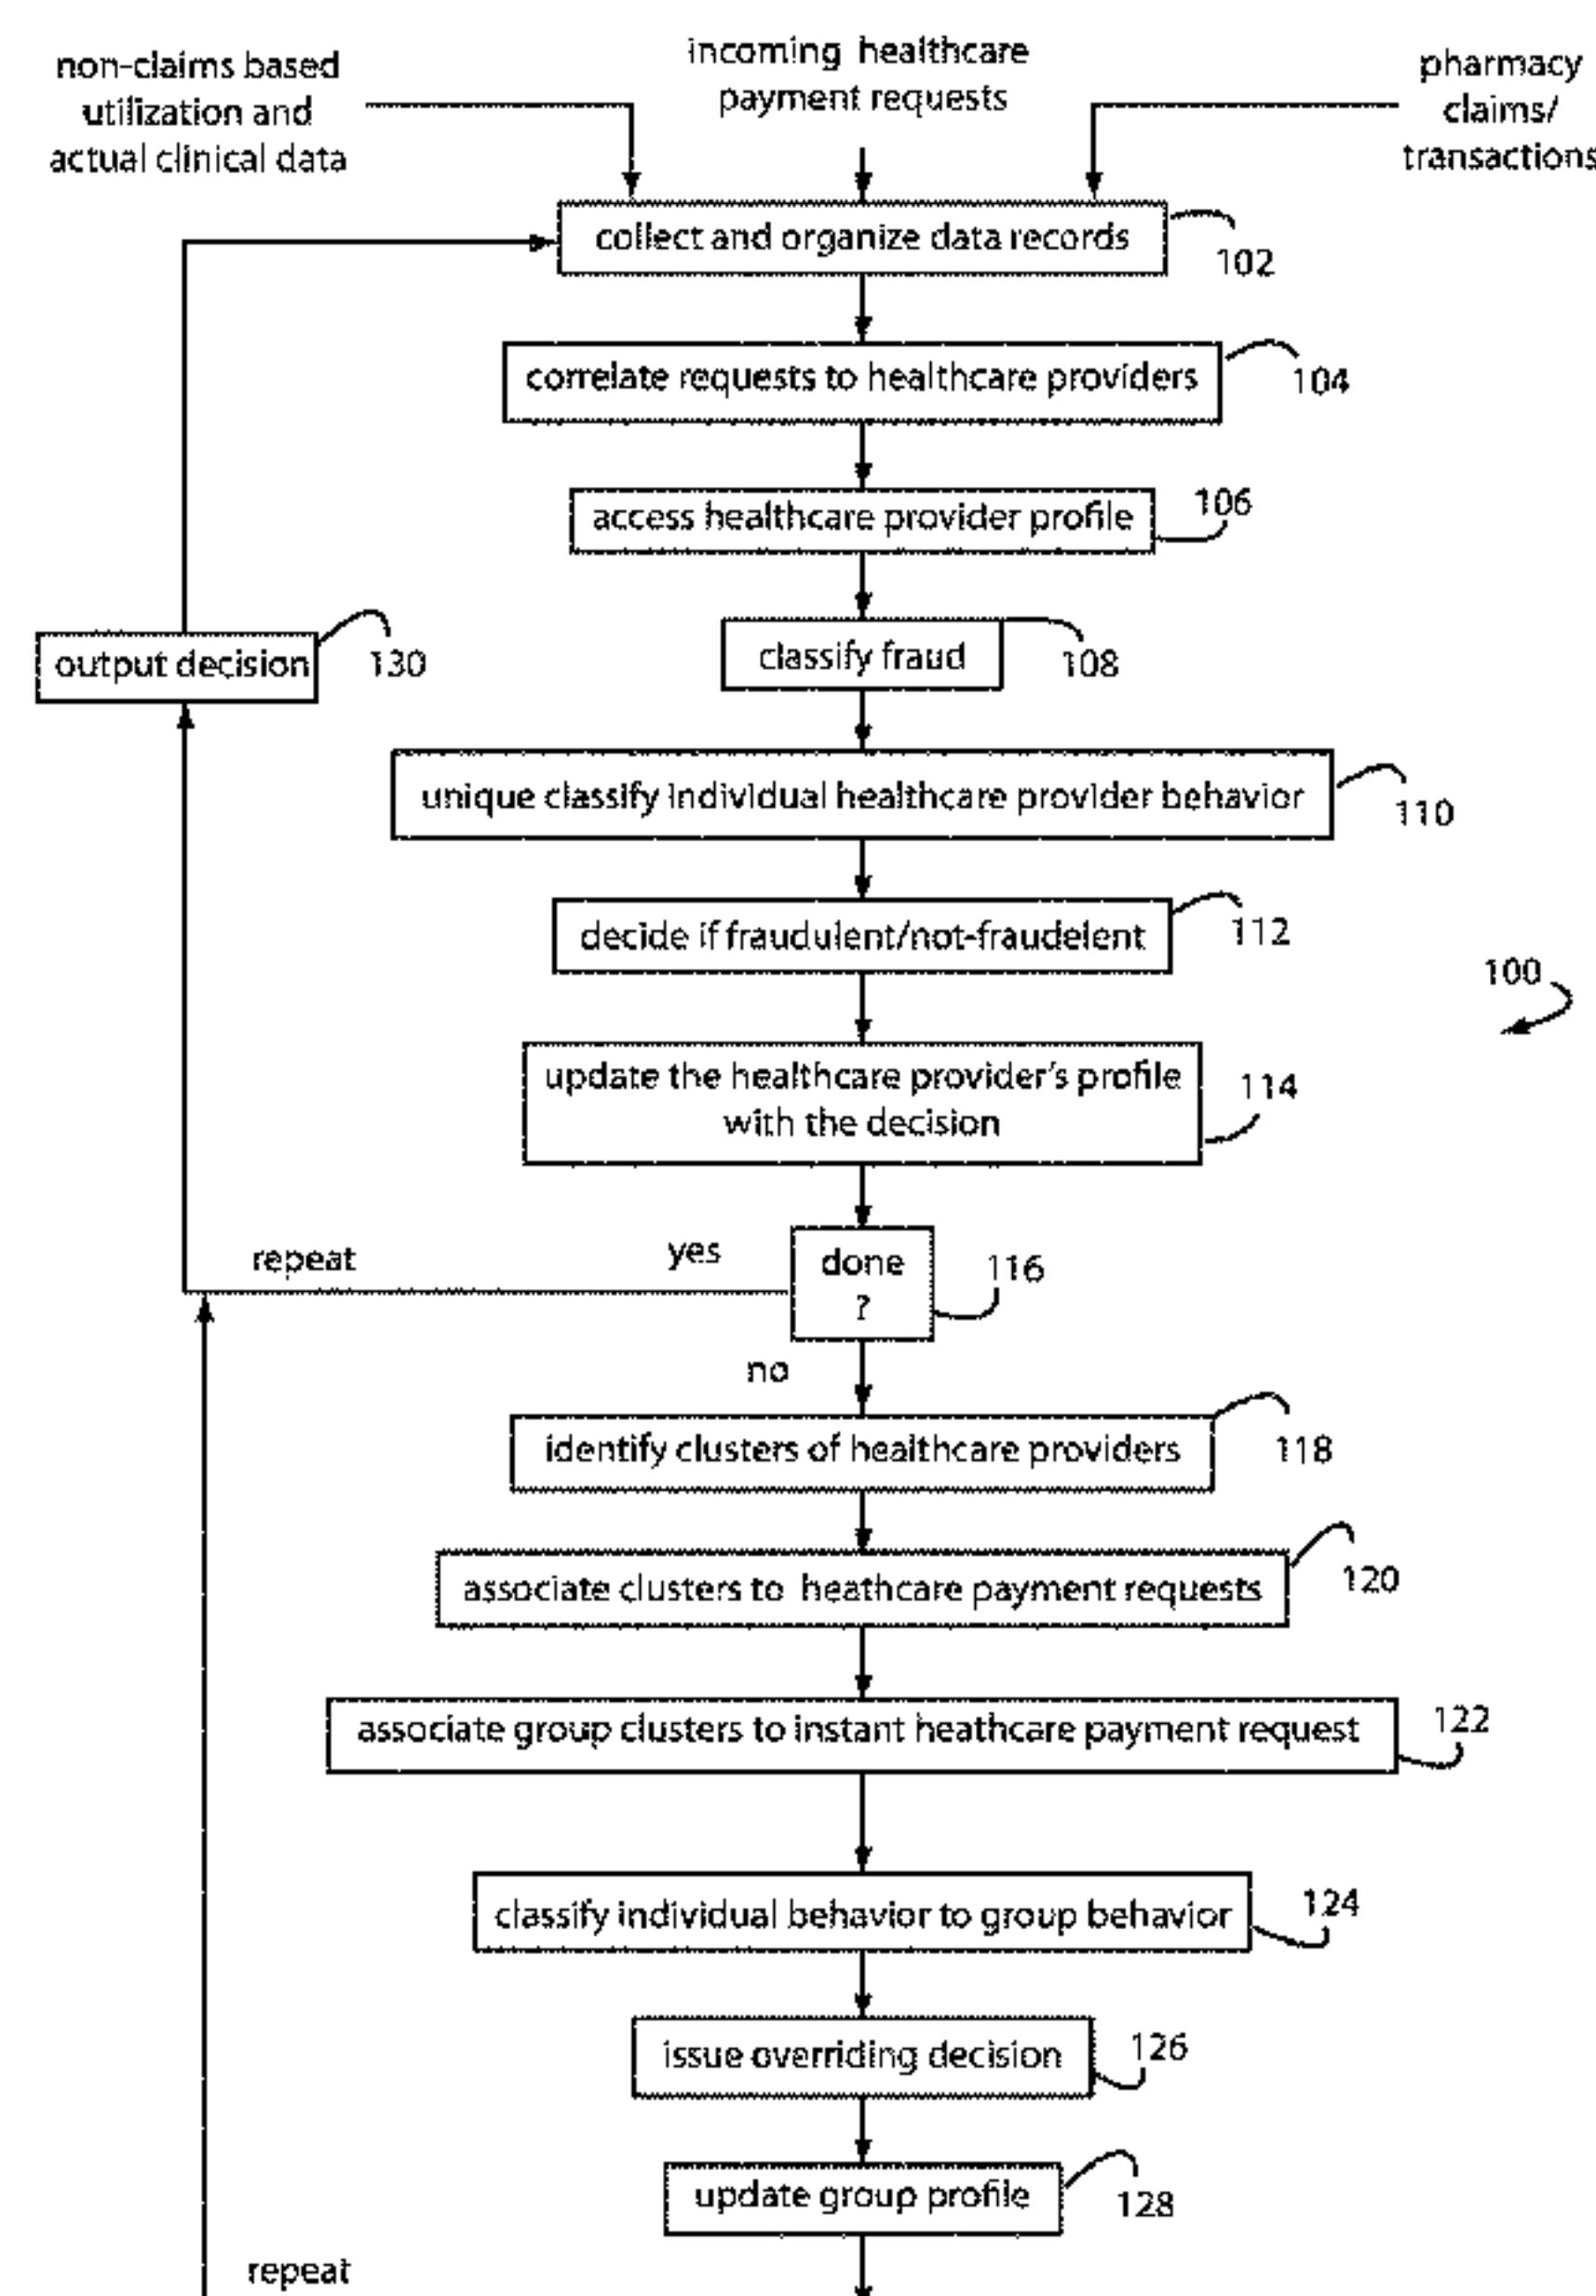 non-claims based
utilization and
actual clinical data
incoming healthcare
payment requests
pharmacy
claims/
transactions
collect and organize data records
102
correlate requests to healthcare providers
104
access healthcare provider profile
106
classify fraud
108
output decision
130
unique classify individual healthcare provider behavior
110
decide if fraudulent/not-fraudelent
112
100
update the healthcare provider's profile
with the decision
114
repeat
yes
done
?
116
no
identify clusters of healthcare providers
118
associate clusters to heathcare payment requests
120
associate group clusters to instant heathcare payment request
122
classify individual behavior to group behavior
124
issue overriding decision
126
update group profile
128
repeat